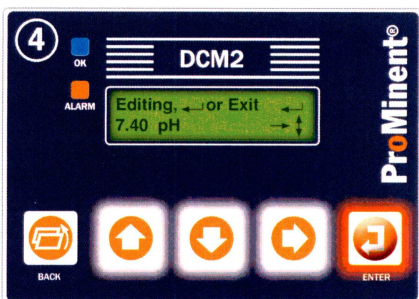 4
OK
DCM2
ALARM
Editing, ↵ or Exit ↵
7.40 pH → ↕
ProMinent®
BACK
ENTER